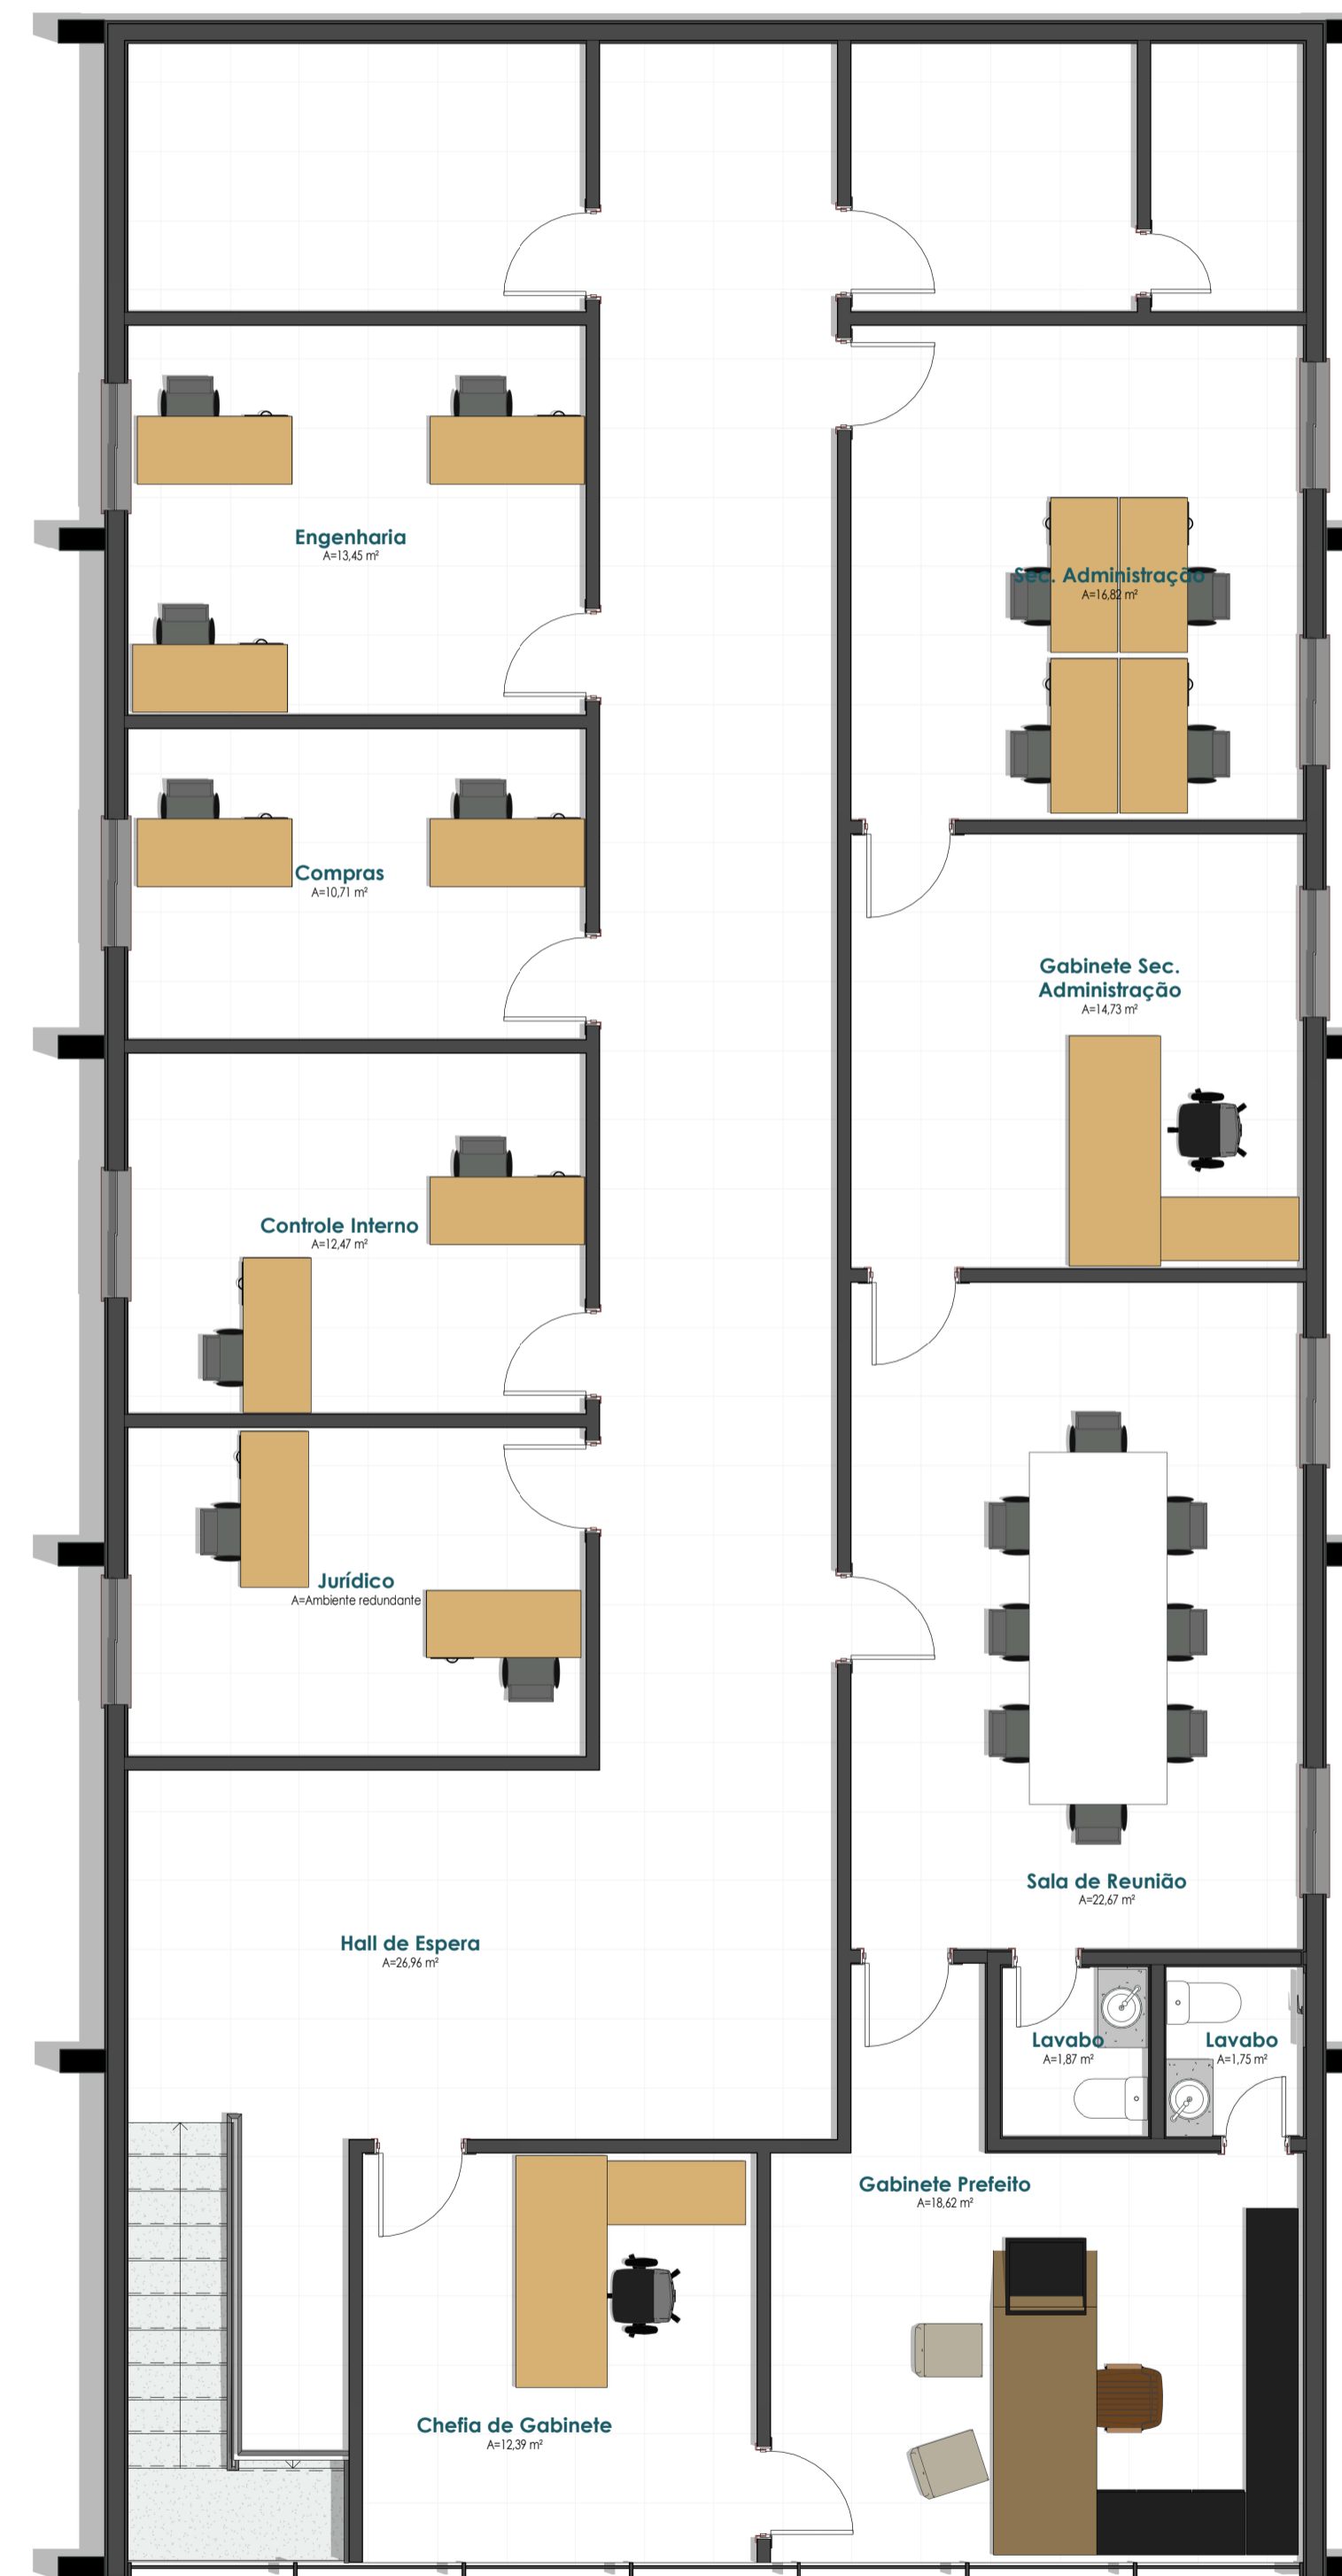 Engenharia
A=13,45 m²
Sec. Administração
A=16,82 m²
Compras
A=10,71 m²
Gabinete Sec.
Administração
A=14,73 m²
Controle Interno
A=12,47 m²
Jurídico
A=Ambiente redundante
Sala de Reunião
A=22,67 m²
Hall de Espera
A=26,96 m²
Lavabo
A=1,87 m²
Lavabo
A=1,75 m²
Gabinete Prefeito
A=18,62 m²
Chefia de Gabinete
A=12,39 m²